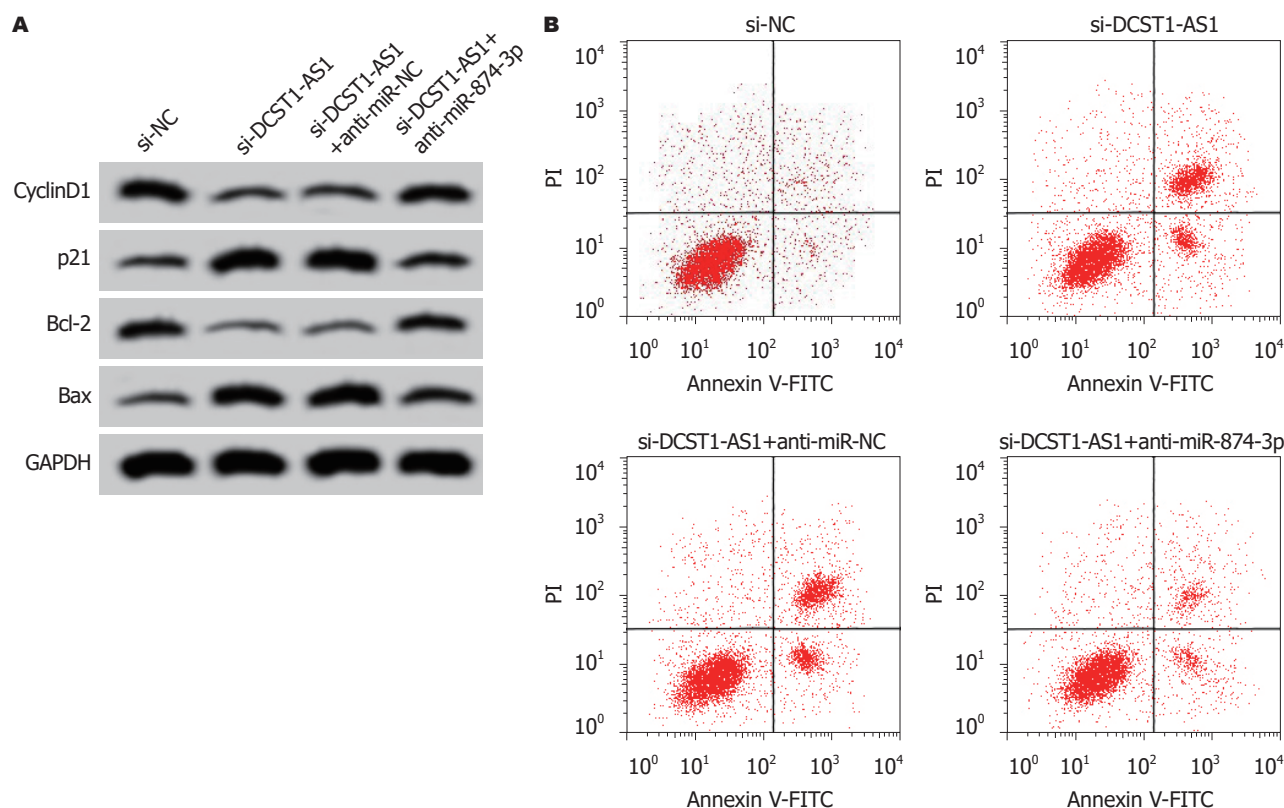 A
si-NC
si-DCST1-AS1
si-DCST1-AS1
+anti-miR-NC
si-DCST1-AS1+
anti-miR-874-3p
CyclinD1
p21
Bcl-2
Bax
GAPDH
B
si-NC
10⁴
10³
10²
10¹
10⁰
PI
10⁰ 10¹ 10² 10³ 10⁴
Annexin V-FITC
si-DCST1-AS1
10⁴
10³
10²
10¹
10⁰
PI
10⁰ 10¹ 10² 10³ 10⁴
Annexin V-FITC
si-DCST1-AS1+anti-miR-NC
10⁴
10³
10²
10¹
10⁰
PI
10⁰ 10¹ 10² 10³ 10⁴
Annexin V-FITC
si-DCST1-AS1+anti-miR-874-3p
10⁴
10³
10²
10¹
10⁰
PI
10⁰ 10¹ 10² 10³ 10⁴
Annexin V-FITC